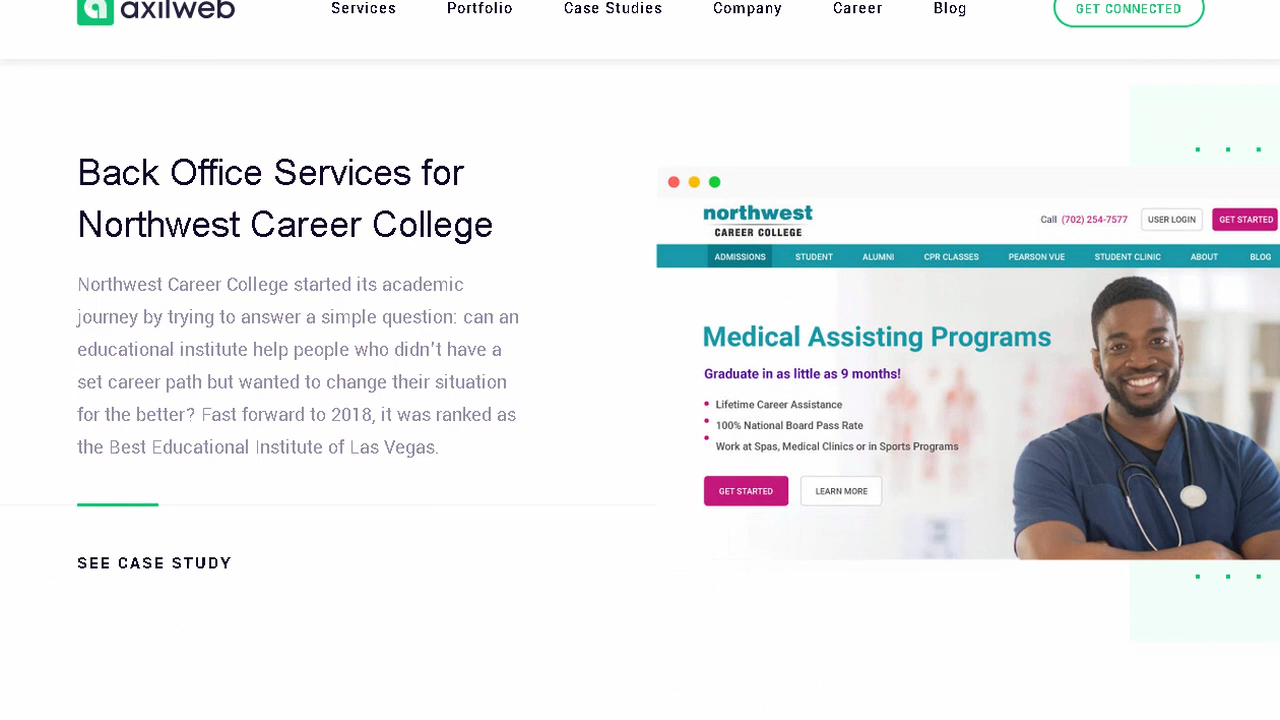 axilweb
Services Portfolio Case Studies Company Career Blog
GET CONNECTED
Back Office Services for
Northwest Career College
Northwest Career College started its academic
journey by trying to answer a simple question: can an
educational institute help people who didn't have a
set career path but wanted to change their situation
for the better? Fast forward to 2018, it was ranked as
the Best Educational Institute of Las Vegas.
SEE CASE STUDY
northwest
CAREER COLLEGE
Call (702) 254-7577
USER LOGIN
GET STARTED
ADMISSIONS STUDENT ALUMNI CPR CLASSES PEARSON VUE STUDENT CLINIC ABOUT BLOG
Medical Assisting Programs
Graduate in as little as 9 months!
Lifetime Career Assistance
100% National Board Pass Rate
Work at Spas, Medical Clinics or in Sports Programs
GET STARTED
LEARN MORE